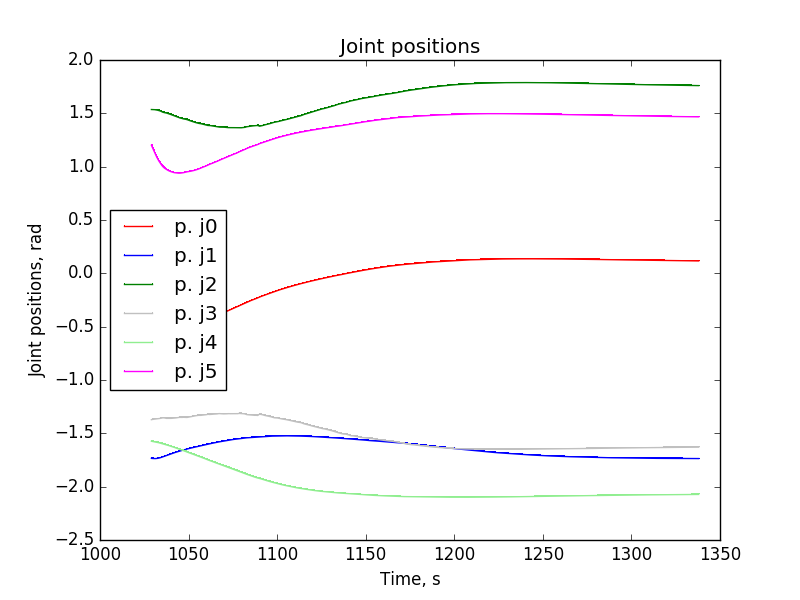 Joint positions
2.0
1.5
1.0
0.5
0.0
−0.5
−1.0
−1.5
−2.0
−2.5
Joint positions, rad
p. j0
p. j1
p. j2
p. j3
p. j4
p. j5
1000 1050 1100 1150 1200 1250 1300 1350
Time, s